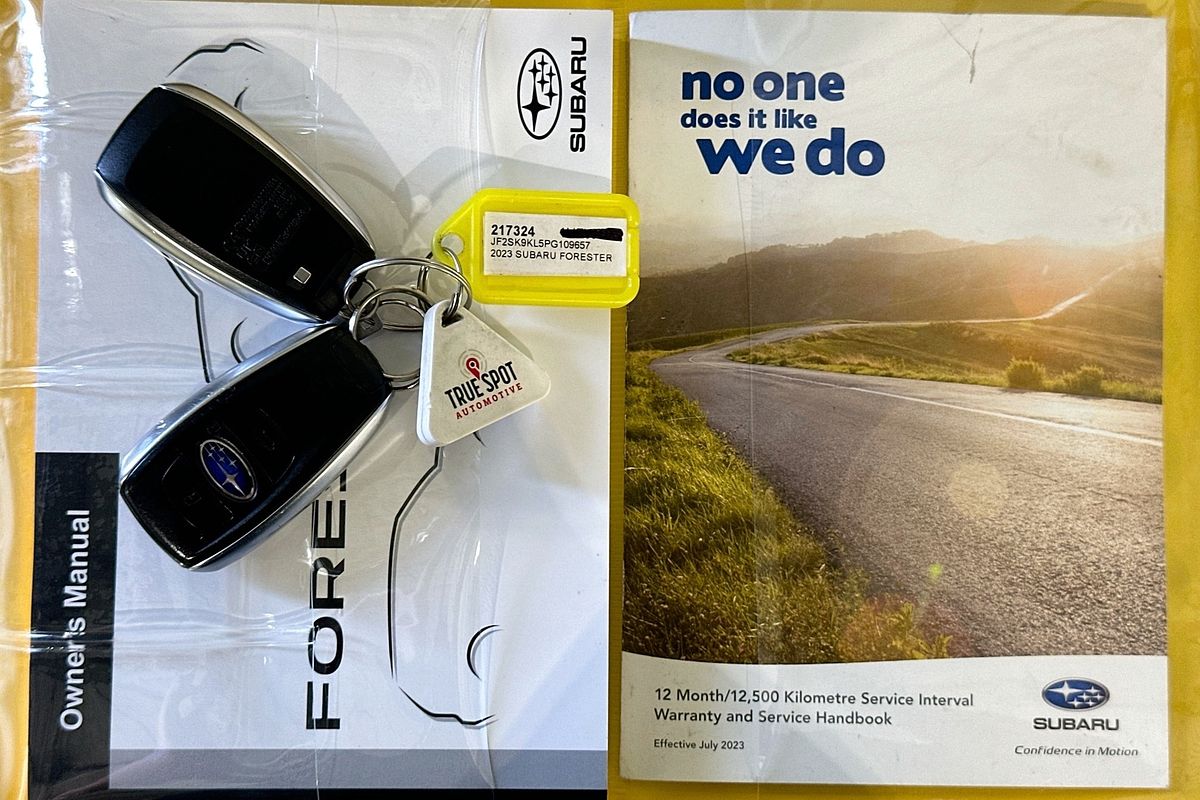 SUBARU
217324
JF2SK9KL5PG109657
2023 SUBARU FORESTER
TRUE SPOT
AUTOMOTIVE
Owner's Manual
no one
does it like
we do
12 Month/12,500 Kilometre Service Interval
Warranty and Service Handbook
Effective July 2023
SUBARU
Confidence in Motion